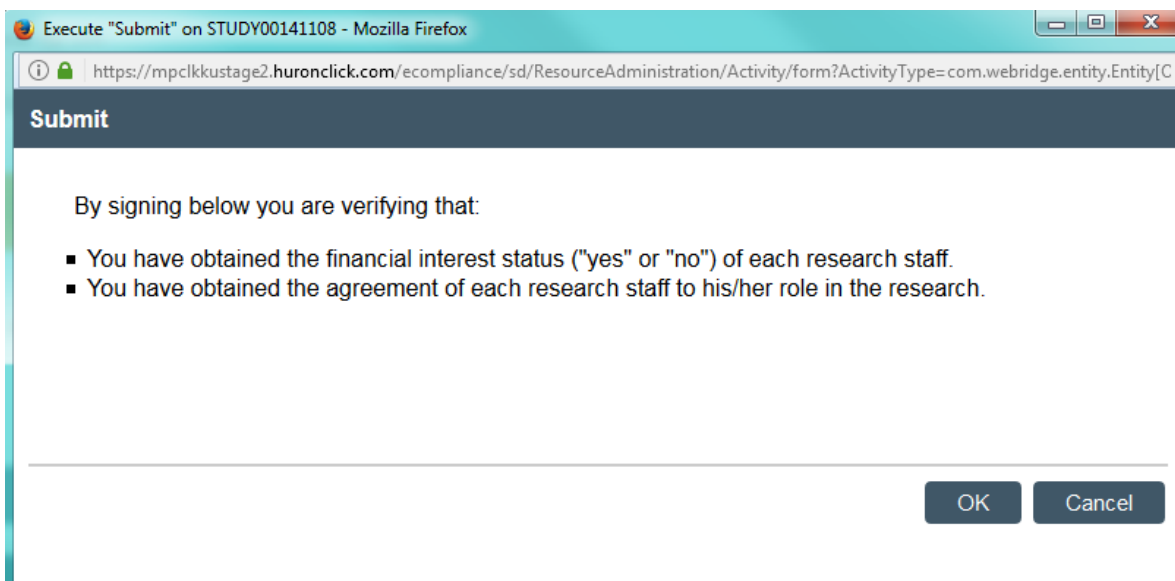 Execute "Submit" on STUDY00141108 - Mozilla Firefox
https://mpclkkustage2.huronclick.com/ecompliance/sd/ResourceAdministration/Activity/form?ActivityType=com.webridge.entity.Entity[C
Submit
By signing below you are verifying that:
▪ You have obtained the financial interest status ("yes" or "no") of each research staff.
▪ You have obtained the agreement of each research staff to his/her role in the research.
OK Cancel